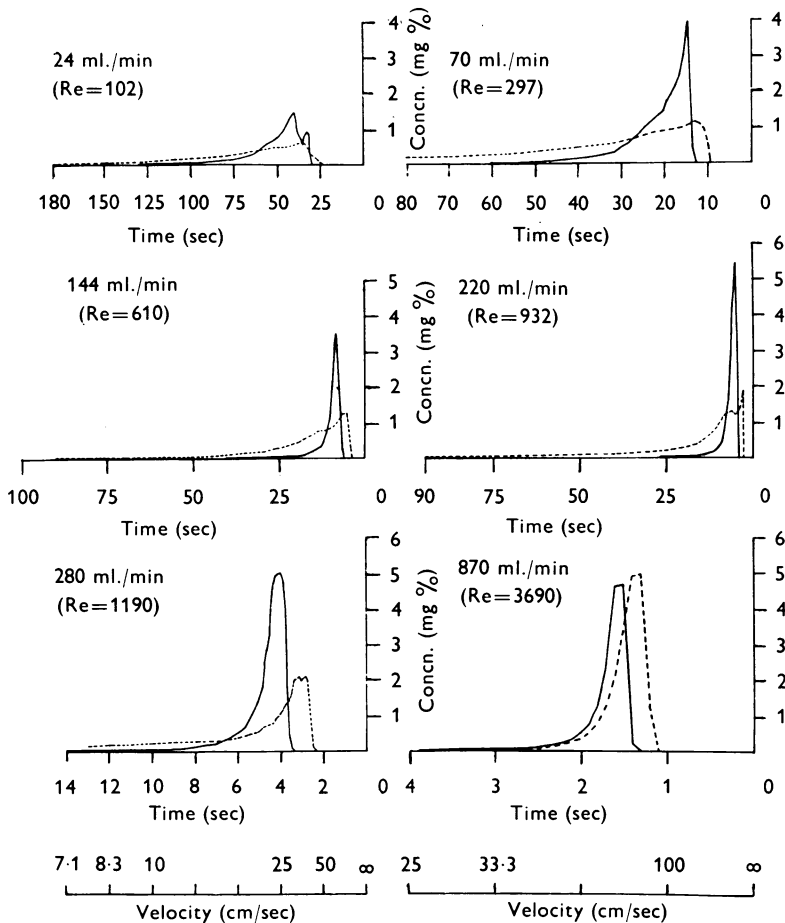 24 ml./min
(Re=102)
4
3
2
1
Concn. (mg %)
180 150 125 100 75 50 25 0
Time (sec)
70 ml./min
(Re=297)
4
3
2
1
80 70 60 50 40 30 20 10 0
Time (sec)
144 ml./min
(Re=610)
5
4
3
2
1
Concn. (mg %)
100 75 50 25 0
Time (sec)
220 ml./min
(Re=932)
6
5
4
3
2
1
90 75 50 25 0
Time (sec)
280 ml./min
(Re=1190)
6
5
4
3
2
1
Concn. (mg %)
14 12 10 8 6 4 2 0
Time (sec)
870 ml./min
(Re=3690)
6
5
4
3
2
1
4 3 2 1 0
Time (sec)
7·1 8·3 10 25 50 ∞
Velocity (cm/sec)
25 33·3 100 ∞
Velocity (cm/sec)